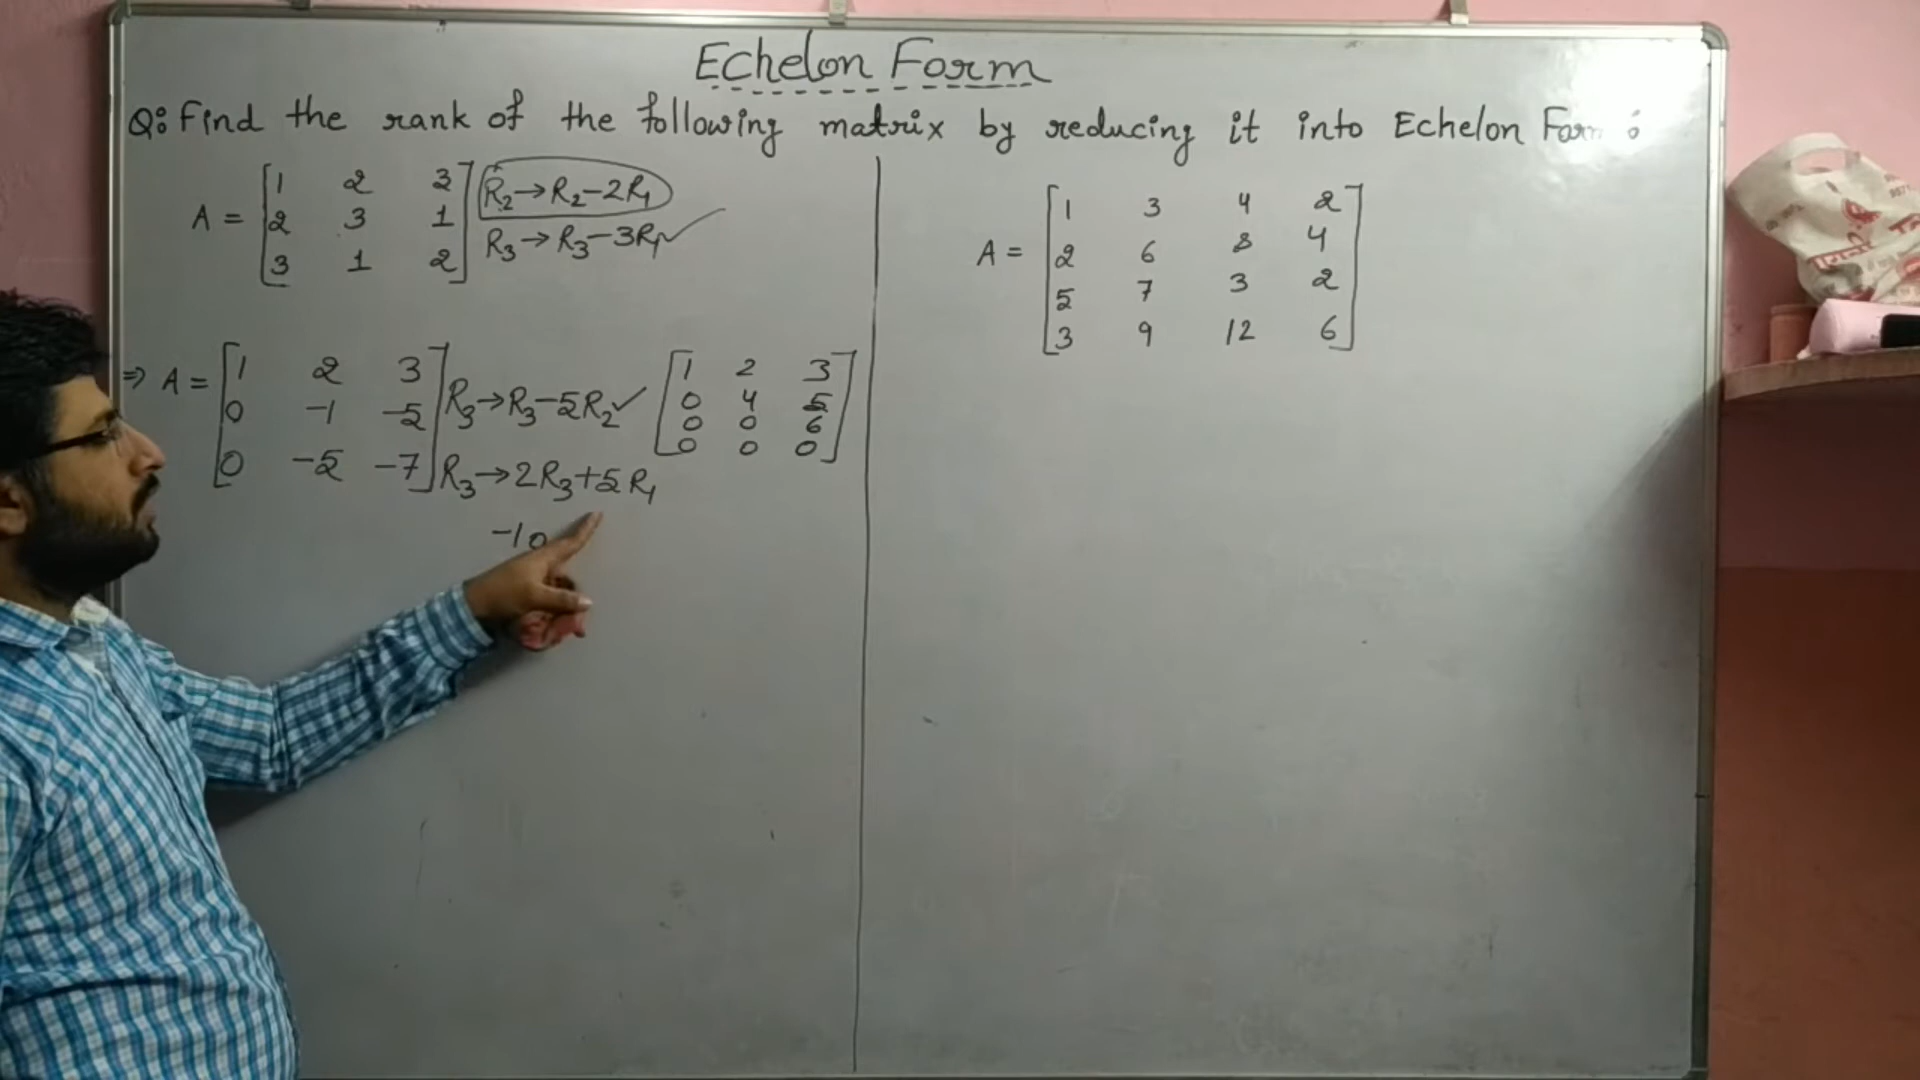 Echelon Form
Q: Find the rank of the following matrix by reducing it into Echelon Form :
A = [1 2 3] R₂→R₂-2R₁
[2 3 1] R₃→R₃-3R₁ ✓
[3 1 2]
⇒ A = [1 2 3]
[0 -1 -5] R₃→R₃-5R₂ ✓
[0 -5 -7] R₃→2R₃+5R₁
-10
[1 2 3]
[0 4 5]
[0 0 6]
[0 0 0]
A = [1 3 4 2]
[2 6 8 4]
[5 7 3 2]
[3 9 12 6]